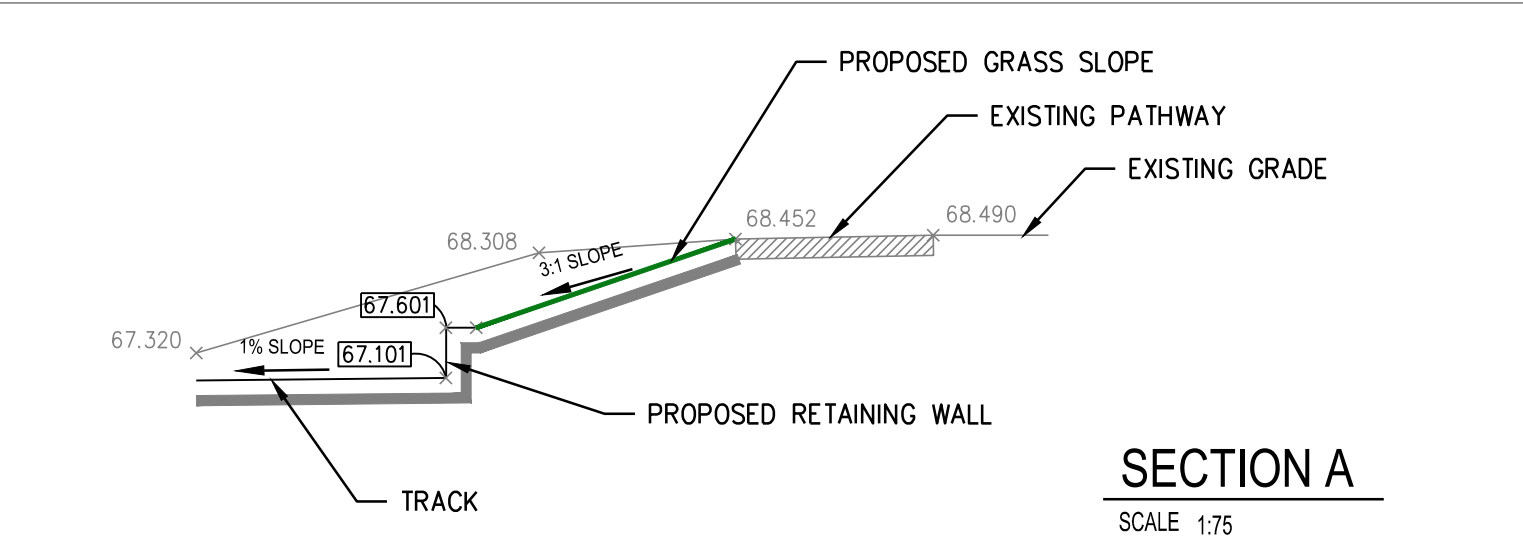 PROPOSED GRASS SLOPE
EXISTING PATHWAY
EXISTING GRADE
68.452
68.490
68.308
3:1 SLOPE
67.601
67.320
1% SLOPE
67.101
PROPOSED RETAINING WALL
TRACK
SECTION A
SCALE 1:75